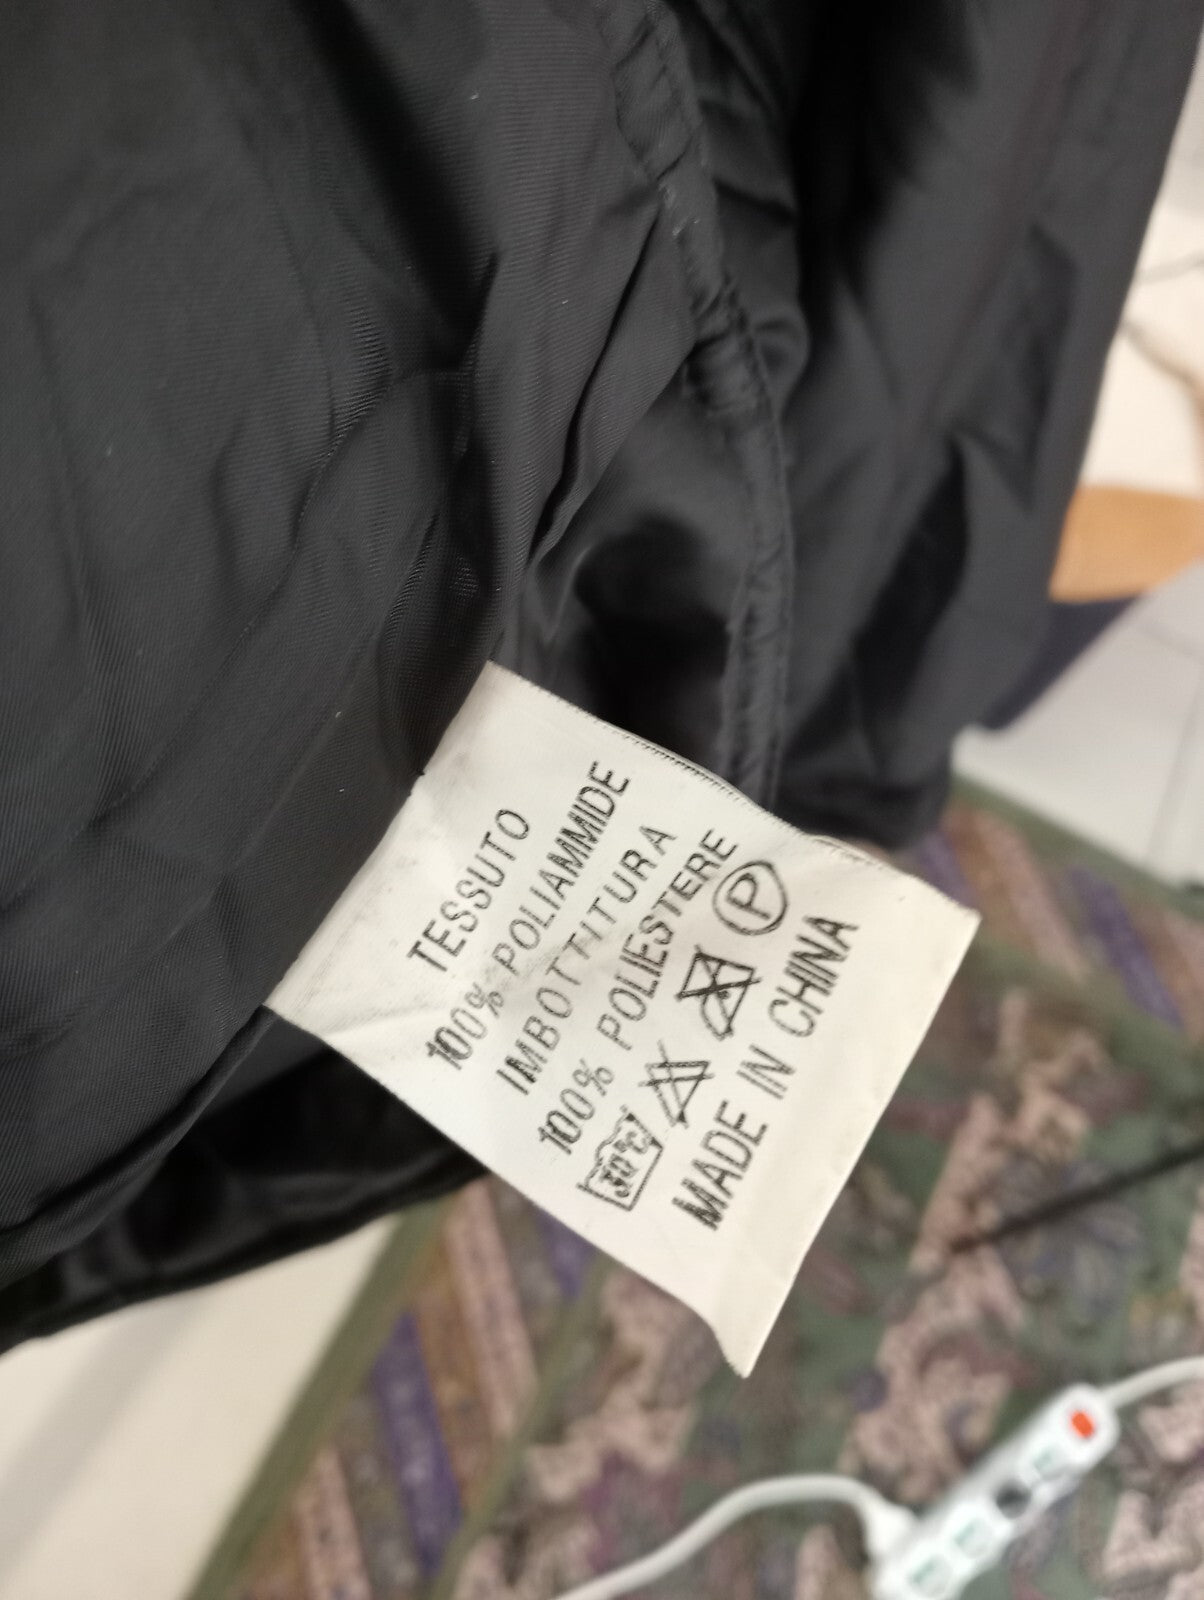 TESSUTO
100% POLIAMMIDE
IMBOTTITURA
100% POLIESTERE
30°C P
MADE IN CHINA